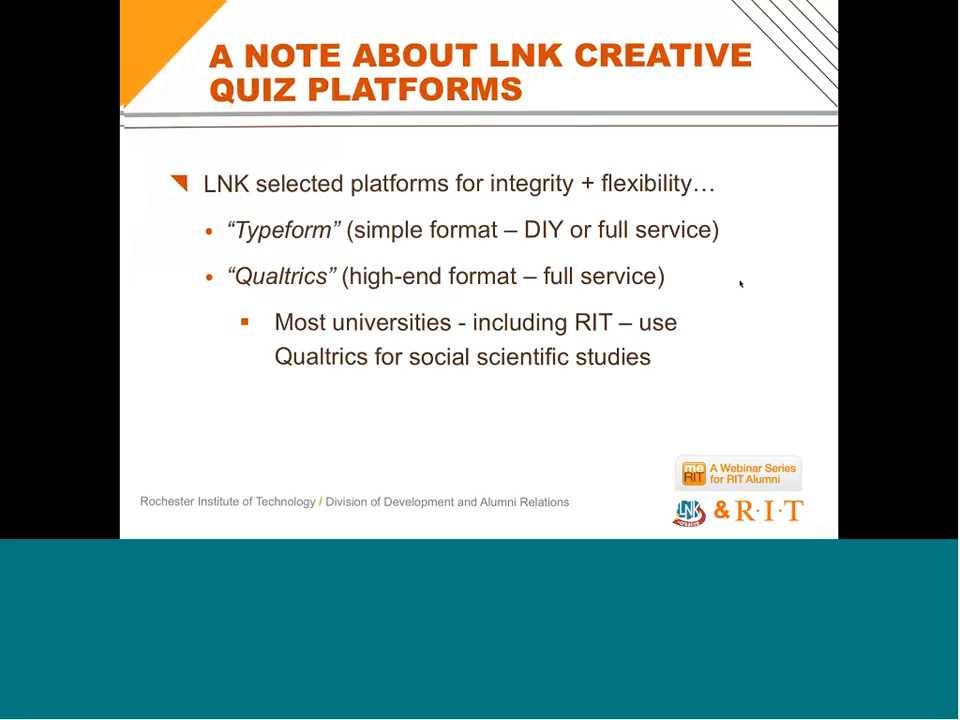 A NOTE ABOUT LNK CREATIVE
QUIZ PLATFORMS
LNK selected platforms for integrity + flexibility…
• “Typeform” (simple format – DIY or full service)
• “Qualtrics” (high-end format – full service)
▪ Most universities - including RIT – use
Qualtrics for social scientific studies
me
RIT
A Webinar Series
for RIT Alumni
Rochester Institute of Technology / Division of Development and Alumni Relations
LNK
& R·I·T